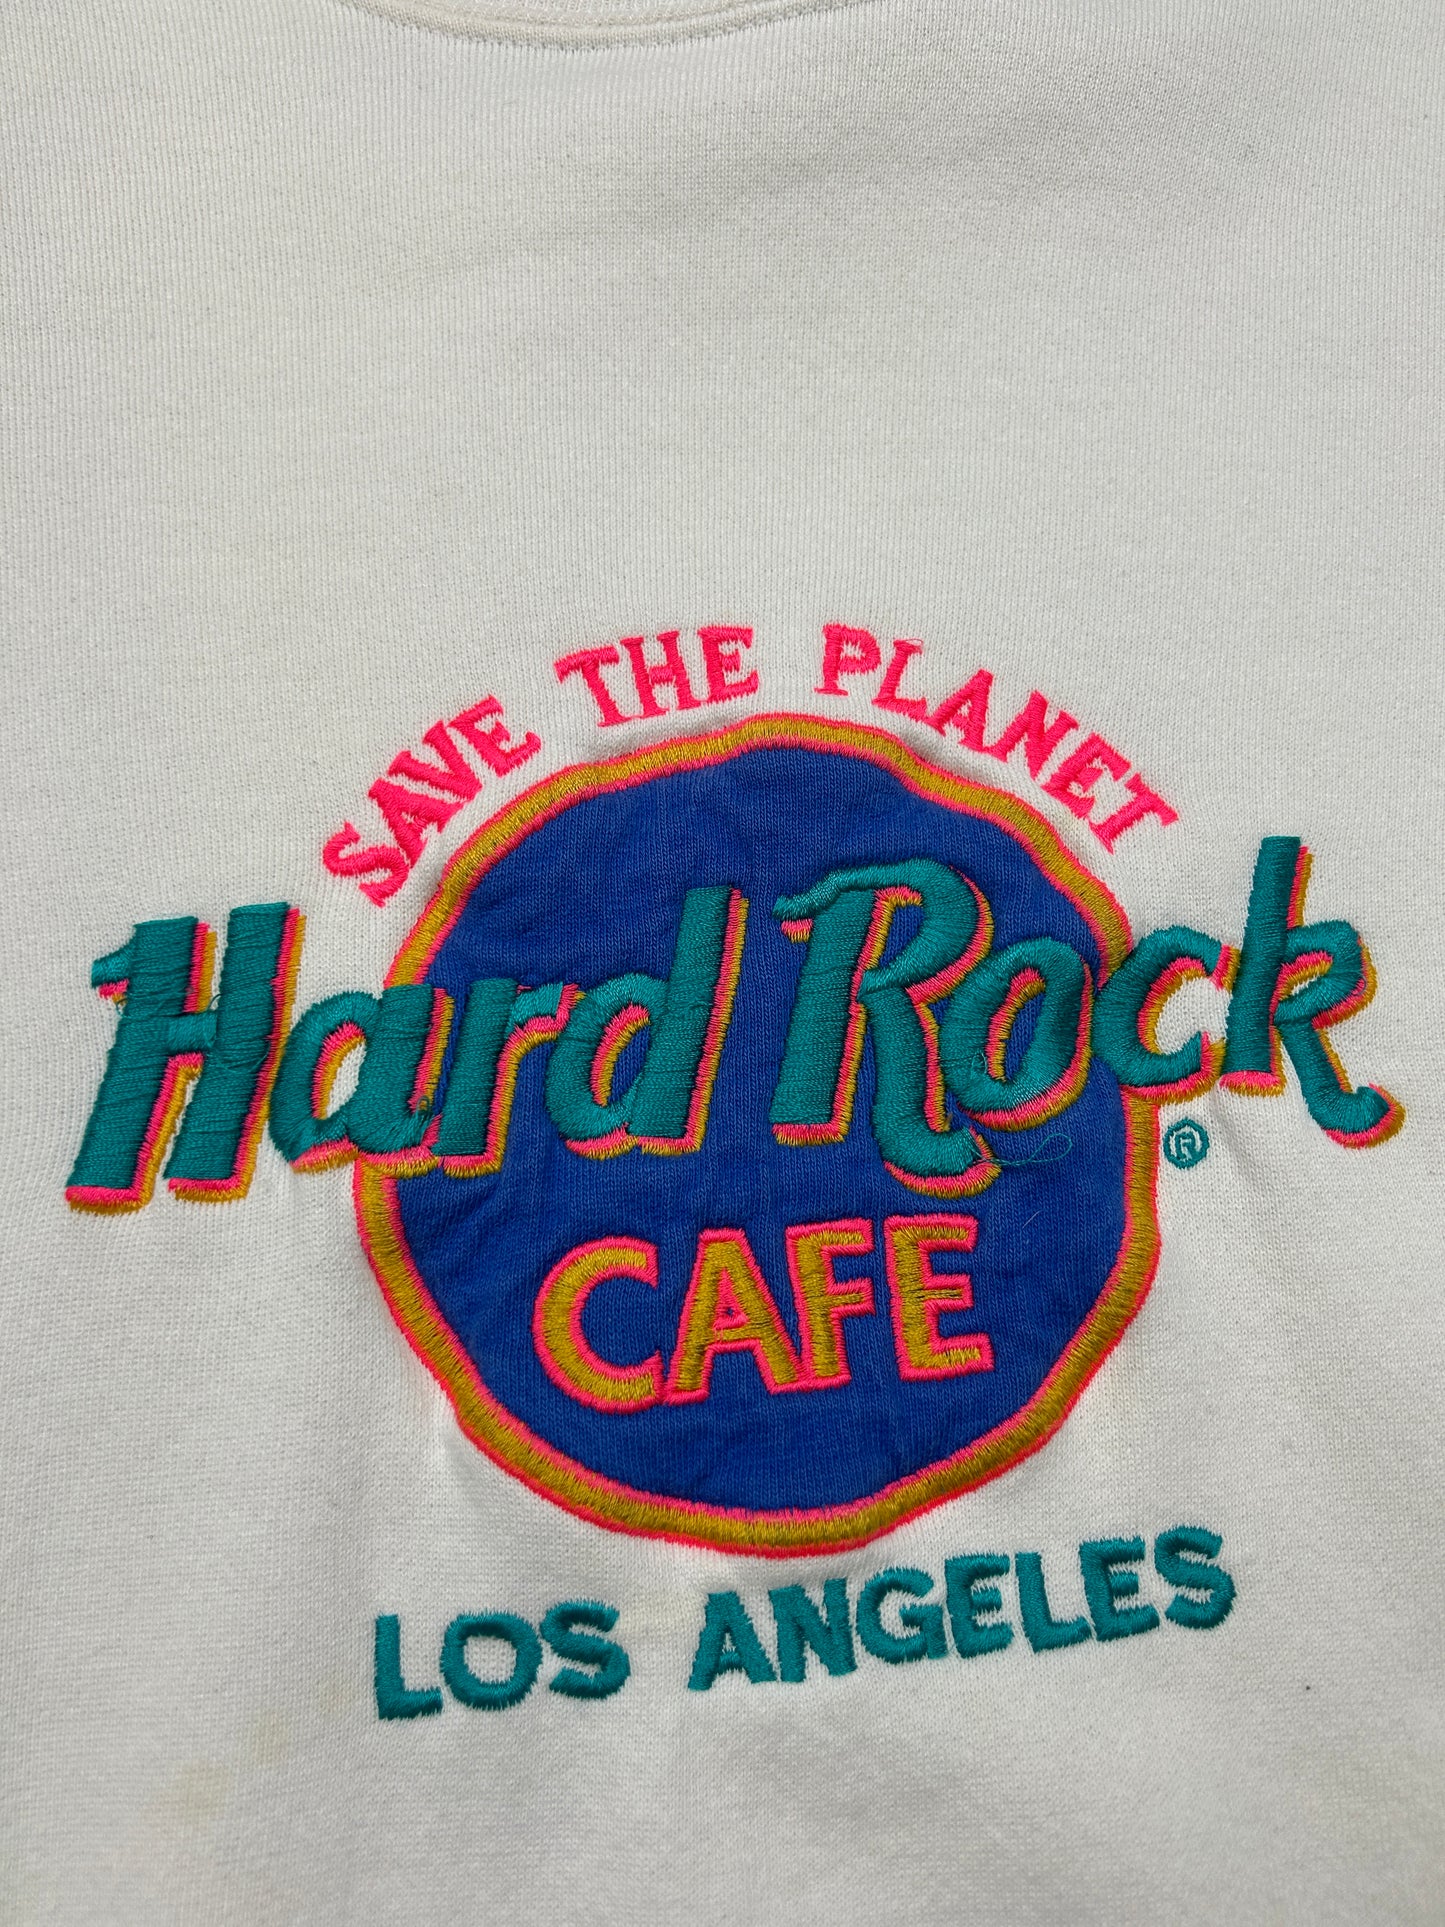 SAVE THE PLANET
Hard Rock ®
CAFE
LOS ANGELES